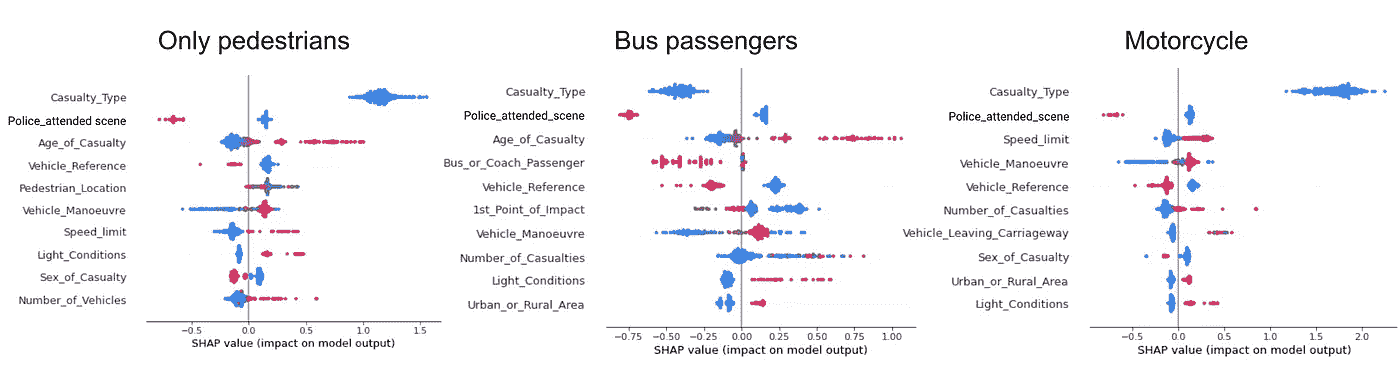 Only pedestrians
Casualty_Type
Police_attended_scene
Age_of_Casualty
Vehicle_Reference
Pedestrian_Location
Vehicle_Manoeuvre
Speed_limit
Light_Conditions
Sex_of_Casualty
Number_of_Vehicles
−0.5 0.0 0.5 1.0 1.5
SHAP value (impact on model output)
Bus passengers
Casualty_Type
Police_attended_scene
Age_of_Casualty
Bus_or_Coach_Passenger
Vehicle_Reference
1st_Point_of_Impact
Vehicle_Manoeuvre
Number_of_Casualties
Light_Conditions
Urban_or_Rural_Area
−0.75 −0.50 −0.25 0.00 0.25 0.50 0.75 1.00
SHAP value (impact on model output)
Motorcycle
Casualty_Type
Police_attended_scene
Speed_limit
Vehicle_Manoeuvre
Vehicle_Reference
Number_of_Casualties
Vehicle_Leaving_Carriageway
Sex_of_Casualty
Urban_or_Rural_Area
Light_Conditions
−0.5 0.0 0.5 1.0 1.5 2.0
SHAP value (impact on model output)